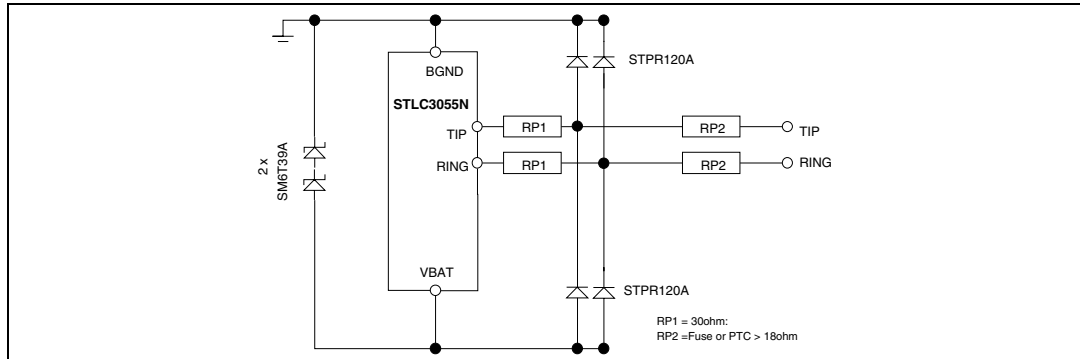 BGND
STPR120A
STLC3055N
TIP
RP1
RP2
TIP
RING
RP1
RP2
RING
2 x
SM6T39A
VBAT
STPR120A
RP1 = 30ohm:
RP2 =Fuse or PTC > 18ohm